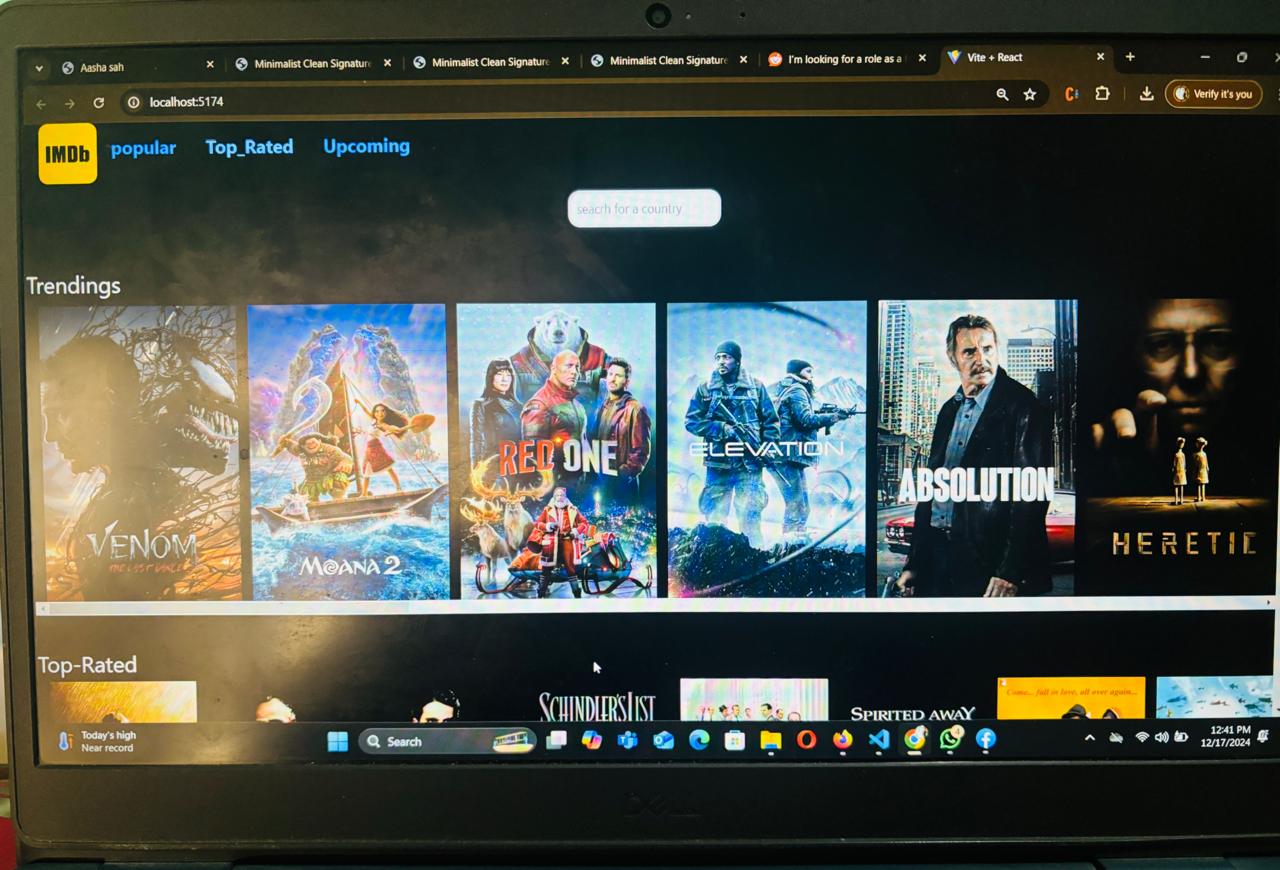 Aasha sah
Minimalist Clean Signature
Minimalist Clean Signature
Minimalist Clean Signature
I'm looking for a role as a
Vite + React
localhost:5174
Verify it's you
IMDb
popular
Top_Rated
Upcoming
seacrh for a country
Trendings
VENOM
THE LAST DANCE
MOANA 2
RED ONE
ELEVATION
ABSOLUTION
HERETIC
Top-Rated
SCHINDLER'S LIST
SPIRITED AWAY
Come... fall in love, all over again...
Today's high
Near record
Search
4
12:41 PM
12/17/2024
DELL